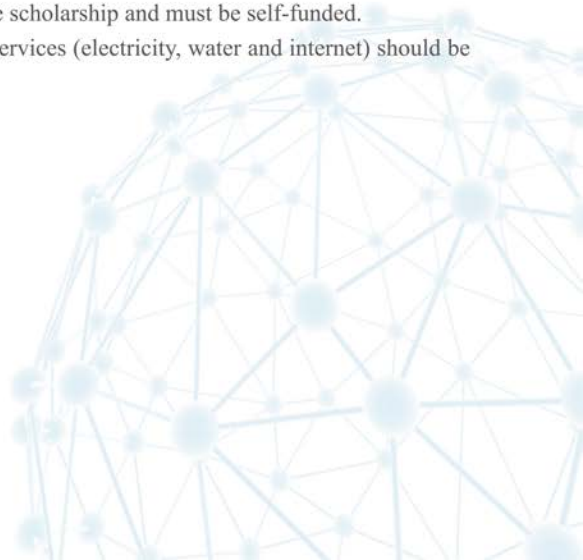 e scholarship and must be self-funded.
ervices (electricity, water and internet) should be